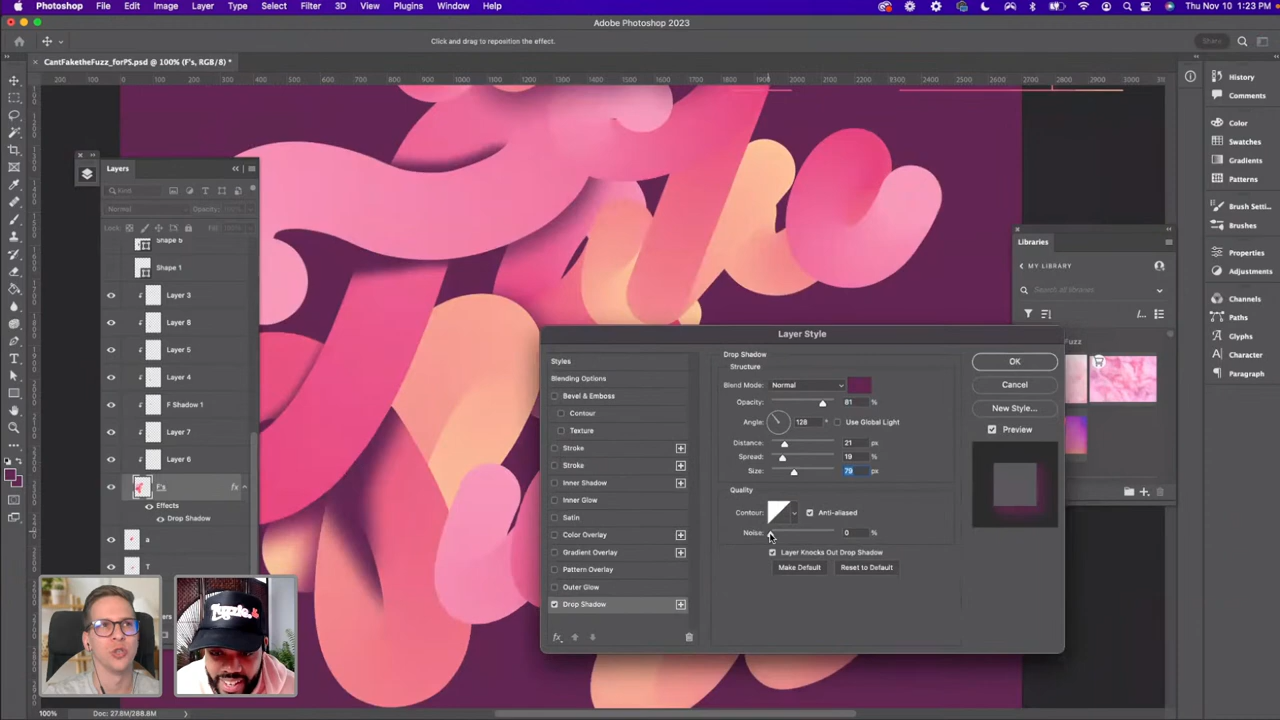 Photoshop File Edit Image Layer Type Select Filter 3D View Plugins Window Help
Thu Nov 10 1:23 PM
Adobe Photoshop 2023
Click and drag to reposition the effect.
Share
CantFaketheFuzz_forPS.psd @ 100% (F's, RGB/8) *
Layers
Kind
Normal
Opacity:
Lock:
Fill:
Shape 1
Layer 3
Layer 8
Layer 5
Layer 4
F Shadow 1
Layer 7
Layer 6
F's
fx
Effects
Drop Shadow
a
T
Layer Style
Styles
Blending Options
Bevel & Emboss
Contour
Texture
Stroke
Stroke
Inner Shadow
Inner Glow
Satin
Color Overlay
Gradient Overlay
Pattern Overlay
Outer Glow
Drop Shadow
fx
Drop Shadow
Structure
Blend Mode: Normal
Opacity: 81 %
Angle: 128 ° Use Global Light
Distance: 21 px
Spread: 19 %
Size: 79 px
Quality
Contour: Anti-aliased
Noise: 0 %
Layer Knocks Out Drop Shadow
Make Default Reset to Default
OK
Cancel
New Style...
Preview
Libraries
MY LIBRARY
Search all libraries
Fuzz
History
Comments
Color
Swatches
Gradients
Patterns
Brush Setti...
Brushes
Properties
Adjustments
Channels
Paths
Glyphs
Character
Paragraph
100% Doc: 27.8M/288.8M